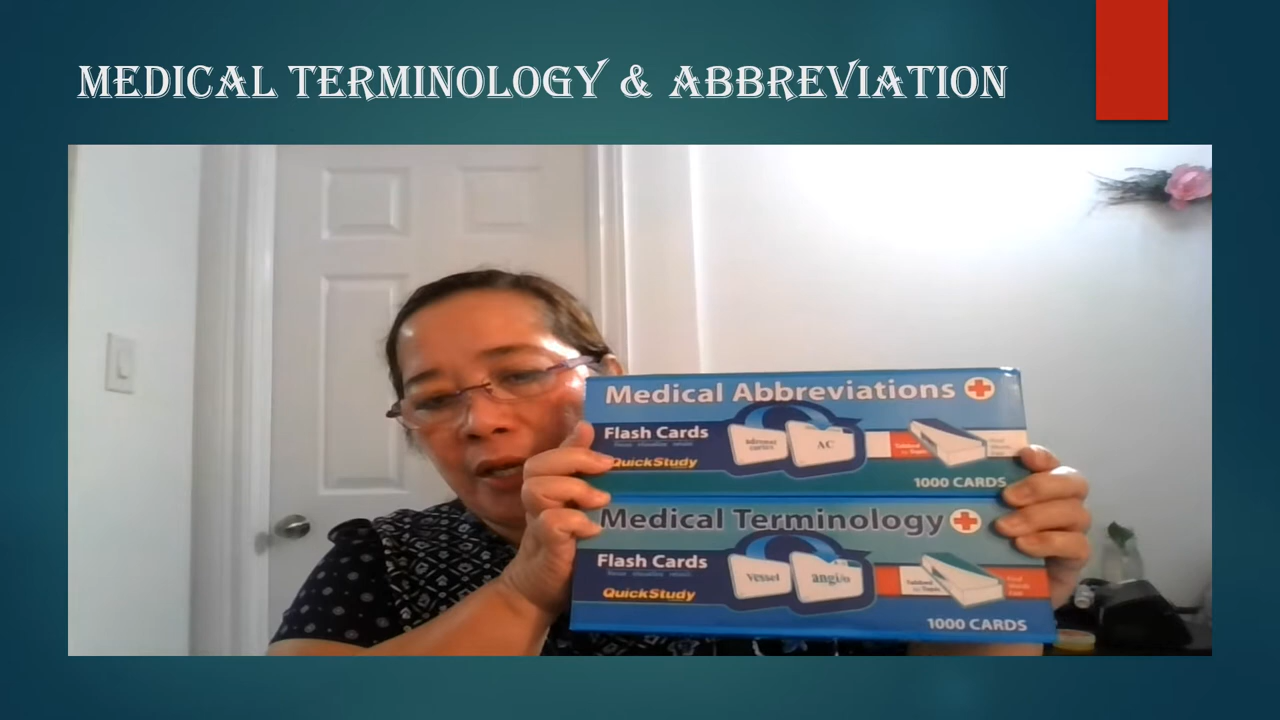 MEDICAL TERMINOLOGY & ABBREVIATION
Medical Abbreviations
Flash Cards
QuickStudy
AC
1000 CARDS
Medical Terminology
Flash Cards
QuickStudy
Vessel
angi/o
1000 CARDS